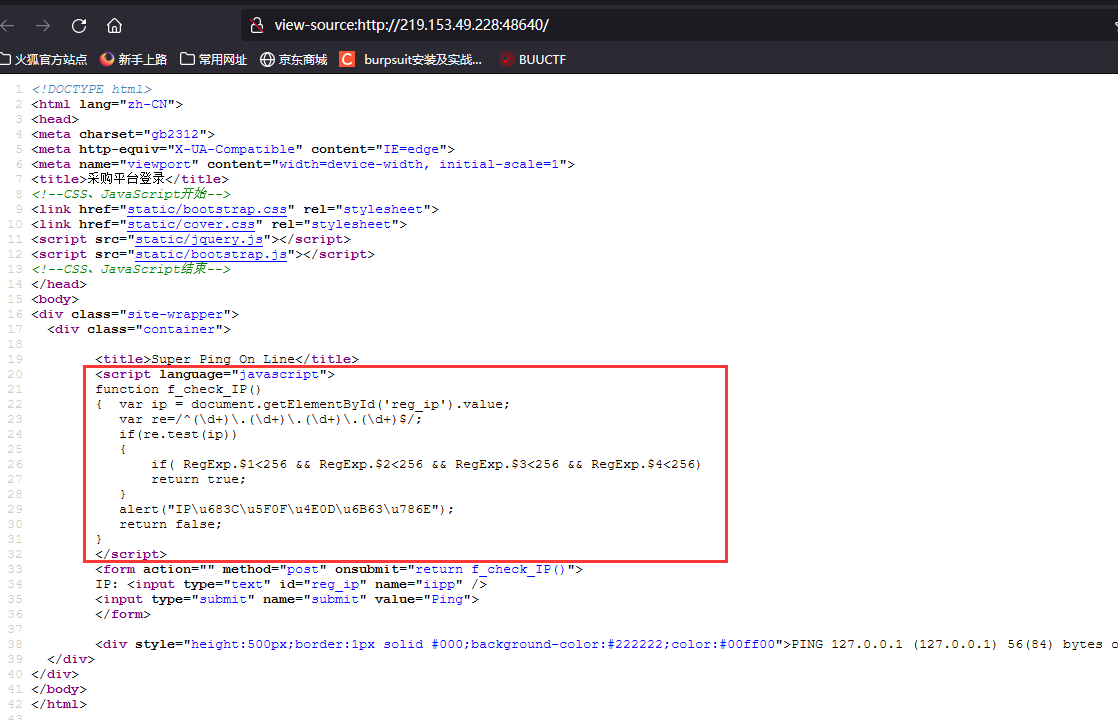 view-source:http://219.153.49.228:48640/
火狐官方站点 新手上路 常用网址 京东商城 C burpsuit安装及实战... BUUCTF
1 <!DOCTYPE html>
2 <html lang="zh-CN">
3 <head>
4 <meta charset="gb2312">
5 <meta http-equiv="X-UA-Compatible" content="IE=edge">
6 <meta name="viewport" content="width=device-width, initial-scale=1">
7 <title>采购平台登录</title>
8 <!--CSS、JavaScript开始-->
9 <link href="static/bootstrap.css" rel="stylesheet">
10 <link href="static/cover.css" rel="stylesheet">
11 <script src="static/jquery.js"></script>
12 <script src="static/bootstrap.js"></script>
13 <!--CSS、JavaScript结束-->
14 </head>
15 <body>
16 <div class="site-wrapper">
17 <div class="container">
18
19 <title>Super Ping On Line</title>
20 <script language="javascript">
21 function f_check_IP()
22 { var ip = document.getElementById('reg_ip').value;
23 var re=/^(\d+)\.(\d+)\.(\d+)\.(\d+)$/;
24 if(re.test(ip))
25 {
26 if( RegExp.$1<256 && RegExp.$2<256 && RegExp.$3<256 && RegExp.$4<256)
27 return true;
28 }
29 alert("IP\u683C\u5F0F\u4E0D\u6B63\u786E");
30 return false;
31 }
32 </script>
33 <form action="" method="post" onsubmit="return f_check_IP()">
34 IP: <input type="text" id="reg_ip" name="iipp" />
35 <input type="submit" name="submit" value="Ping">
36 </form>
37
38 <div style="height:500px;border:1px solid #000;background-color:#222222;color:#00ff00">PING 127.0.0.1 (127.0.0.1) 56(84) bytes o
39 </div>
40 </div>
41 </body>
42 </html>
43